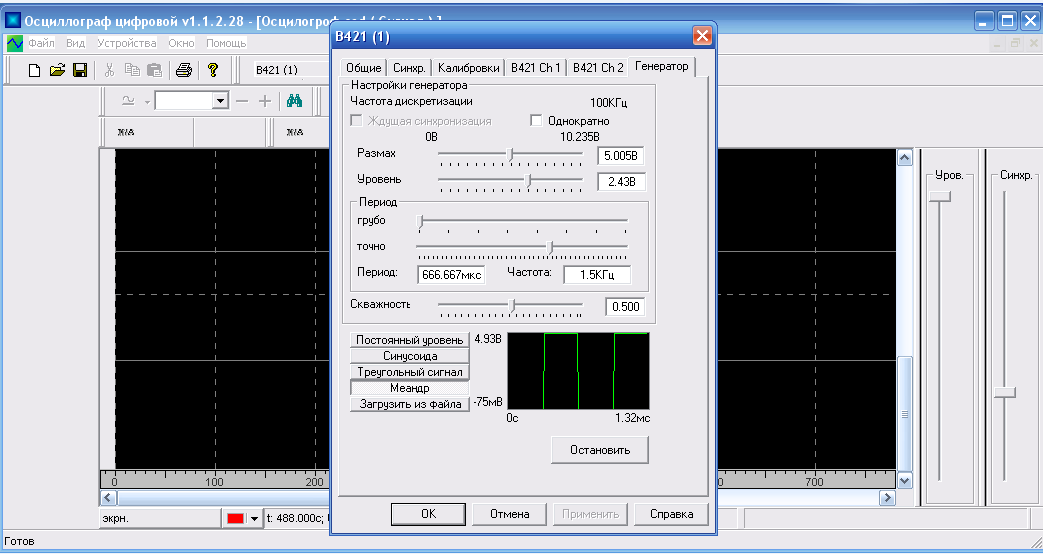 Осциллограф цифровой v1.1.2.28 - [Осцилогроф
Файл Вид Устройства Окно Помощь
B421 (1)
N/A
N/A
B421 (1)
Общие Синхр. Калибровки B421 Ch 1 B421 Ch 2 Генератор
Настройки генератора
Частота дискретизации 100КГц
Ждущая синхронизация Однократно
0В 10.235В
Размах 5.005В
Уровень 2.43В
Период
грубо
точно
Период: 666.667мкс Частота: 1.5КГц
Скважность 0.500
Постоянный уровень 4.93В
Синусоида
Треугольный сигнал
Меандр
Загрузить из файла -75мВ
0с 1.32мс
Остановить
OK Отмена Применить Справка
Уров. Синхр.
0 100 200 700
экрн. t: 488.000с;
Готов